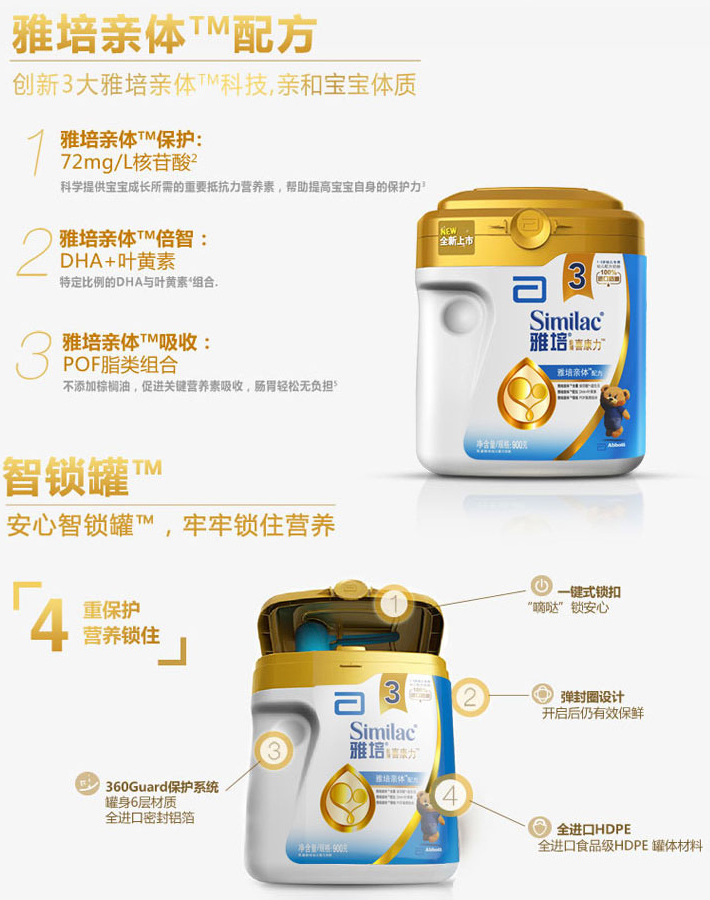 雅培亲体™配方
创新3大雅培亲体™科技,亲和宝宝体质
1
雅培亲体™保护:
72mg/L核苷酸²
科学提供宝宝成长所需的重要抵抗力营养素，帮助提高宝宝自身的保护力³
2
雅培亲体™倍智：
DHA+叶黄素
特定比例的DHA与叶黄素⁴组合.
3
雅培亲体™吸收：
POF脂类组合
不添加棕榈油，促进关键营养素吸收，肠胃轻松无负担⁵
NEW
全新上市
3
100%
Similac®
雅培® 喜康力™
雅培亲体™配方
净含量/规格:900克
Abbott
智锁罐™
安心智锁罐™，牢牢锁住营养
4
重保护
营养锁住
1
一键式锁扣
“嘀哒”锁安心
2
弹封圈设计
开启后仍有效保鲜
3
360Guard保护系统
罐身6层材质
全进口密封铝箔
4
全进口HDPE
全进口食品级HDPE 罐体材料
3
Similac®
雅培® 喜康力™
雅培亲体™配方
净含量/规格:900克
Abbott